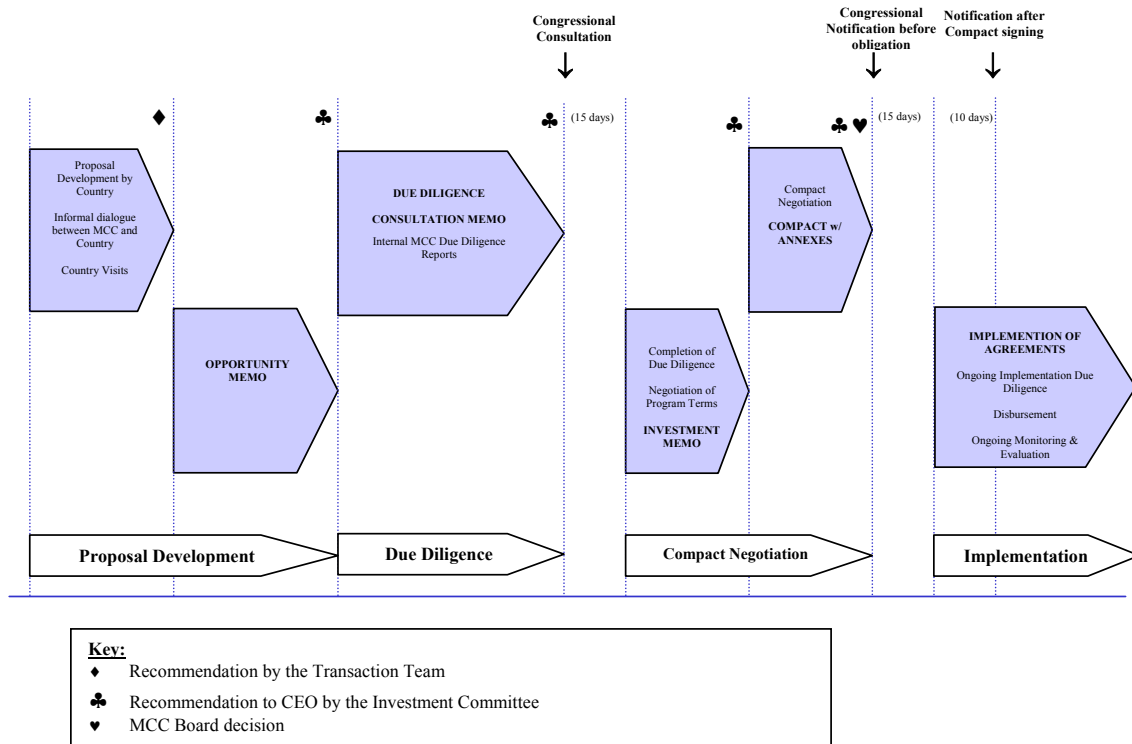 Congressional
Consultation
Congressional
Notification before
obligation
Notification after
Compact signing
♦
♣
♣
(15 days)
♣
♣ ♥
(15 days)
(10 days)
Proposal
Development by
Country
Informal dialogue
between MCC and
Country
Country Visits
OPPORTUNITY
MEMO
DUE DILIGENCE
CONSULTATION MEMO
Internal MCC Due Diligence
Reports
Completion of
Due Diligence
Negotiation of
Program Terms
INVESTMENT
MEMO
Compact
Negotiation
COMPACT w/
ANNEXES
IMPLEMENTION OF
AGREEMENTS
Ongoing Implementation Due
Diligence
Disbursement
Ongoing Monitoring &
Evaluation
Proposal Development
Due Diligence
Compact Negotiation
Implementation
Key:
♦ Recommendation by the Transaction Team
♣ Recommendation to CEO by the Investment Committee
♥ MCC Board decision